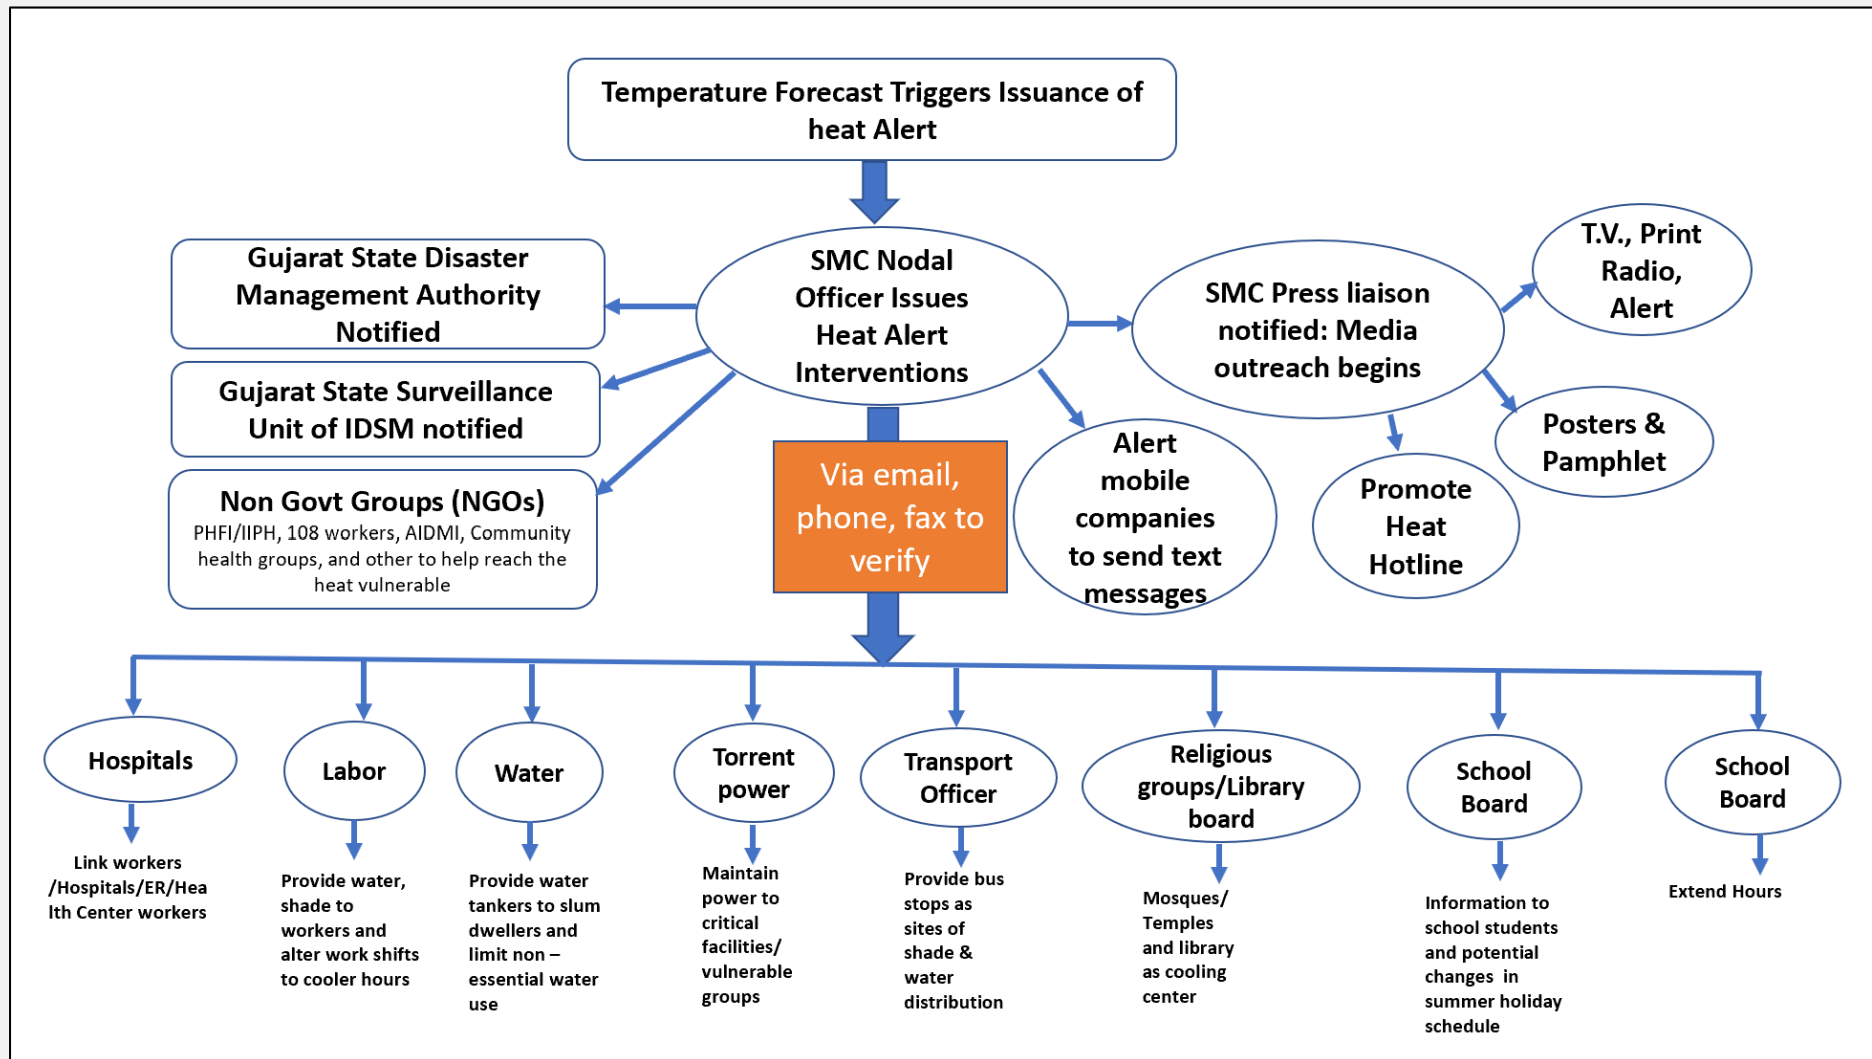 Temperature Forecast Triggers Issuance of
heat Alert
Gujarat State Disaster
Management Authority
Notified
Gujarat State Surveillance
Unit of IDSM notified
Non Govt Groups (NGOs)
PHFI/IIPH, 108 workers, AIDMI, Community
health groups, and other to help reach the
heat vulnerable
SMC Nodal
Officer Issues
Heat Alert
Interventions
SMC Press liaison
notified: Media
outreach begins
T.V., Print
Radio,
Alert
Posters &
Pamphlet
Promote
Heat
Hotline
Alert
mobile
companies
to send text
messages
Via email,
phone, fax to
verify
Hospitals
Link workers
/Hospitals/ER/Hea
lth Center workers
Labor
Provide water,
shade to
workers and
alter work shifts
to cooler hours
Water
Provide water
tankers to slum
dwellers and
limit non –
essential water
use
Torrent
power
Maintain
power to
critical
facilities/
vulnerable
groups
Transport
Officer
Provide bus
stops as
sites of
shade &
water
distribution
Religious
groups/Library
board
Mosques/
Temples
and library
as cooling
center
School
Board
Information to
school students
and potential
changes in
summer holiday
schedule
School
Board
Extend Hours